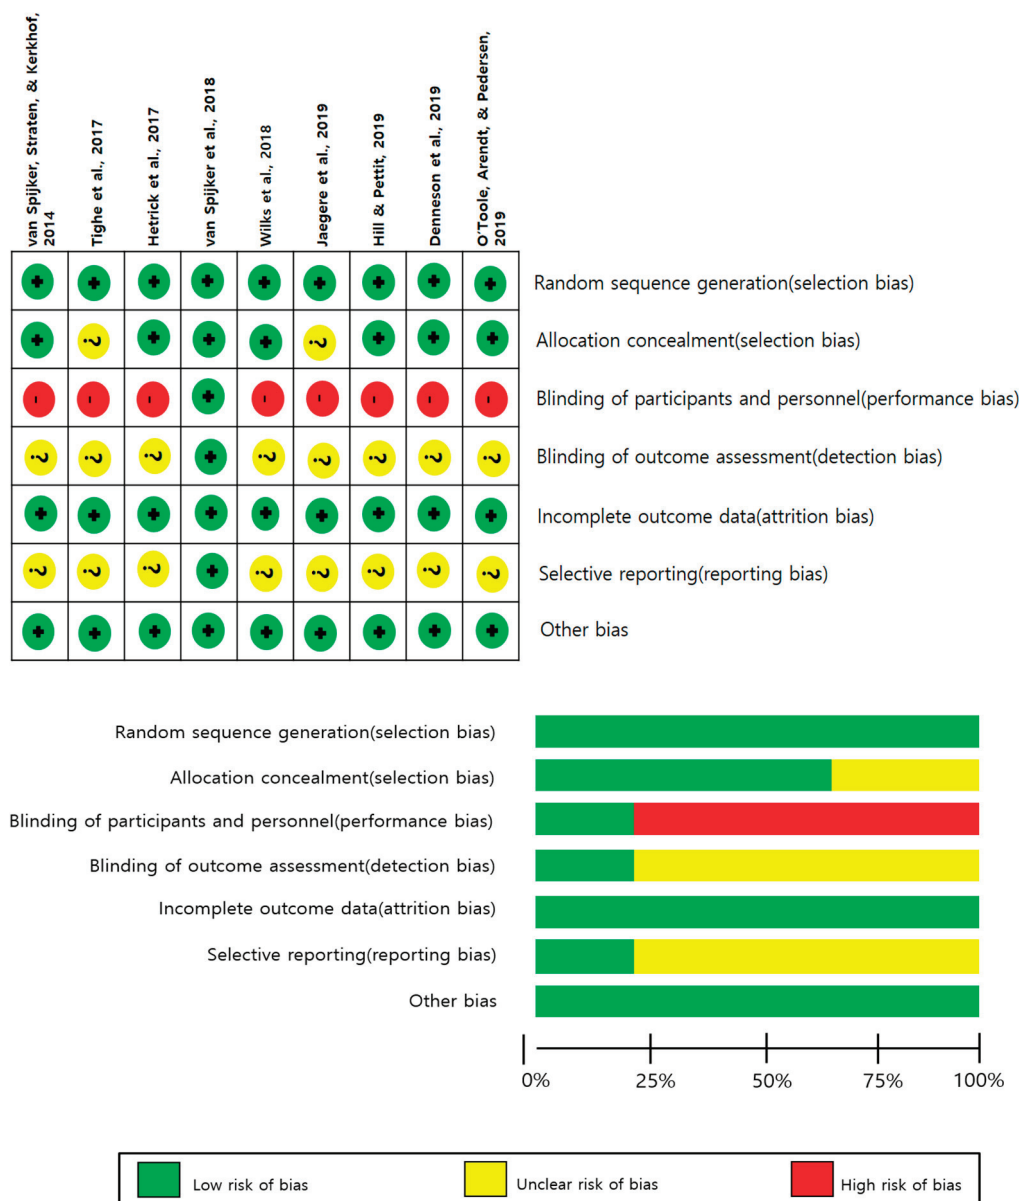 van Spijker, Straten, & Kerkhof,
2014
Tighe et al., 2017
Hetrick et al., 2017
van Spijker et al., 2018
Wilks et al., 2018
Jaegere et al., 2019
Hill & Pettit, 2019
Denneson et al., 2019
O'Toole, Arendt, & Pedersen,
2019
+ + + + + + + + + Random sequence generation(selection bias)
+ ? + + + ? + + + Allocation concealment(selection bias)
- - - + - - - - - Blinding of participants and personnel(performance bias)
? ? ? + ? ? ? ? ? Blinding of outcome assessment(detection bias)
+ + + + + + + + + Incomplete outcome data(attrition bias)
? ? ? + ? ? ? ? ? Selective reporting(reporting bias)
+ + + + + + + + + Other bias
Random sequence generation(selection bias)
Allocation concealment(selection bias)
Blinding of participants and personnel(performance bias)
Blinding of outcome assessment(detection bias)
Incomplete outcome data(attrition bias)
Selective reporting(reporting bias)
Other bias
0% 25% 50% 75% 100%
Low risk of bias Unclear risk of bias High risk of bias